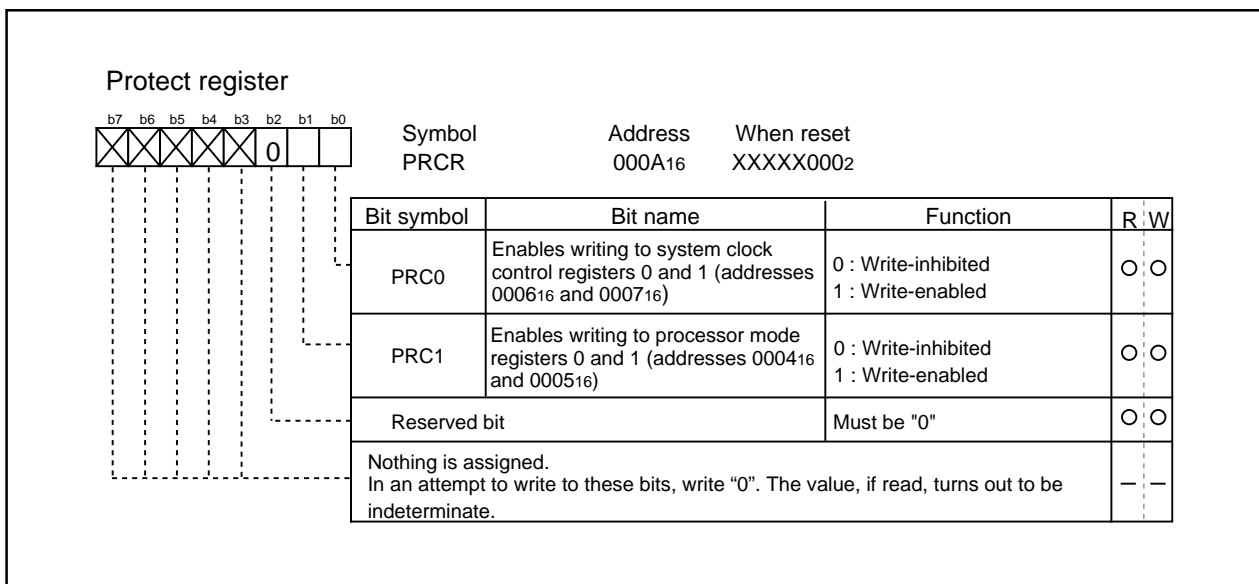 Protect register
b7 b6 b5 b4 b3 b2 b1 b0
0
Symbol Address When reset
PRCR 000A16 XXXXX0002
Bit symbol Bit name Function R W
PRC0
Enables writing to system clock
control registers 0 and 1 (addresses
000616 and 000716)
0 : Write-inhibited
1 : Write-enabled
PRC1
Enables writing to processor mode
registers 0 and 1 (addresses 000416
and 000516)
0 : Write-inhibited
1 : Write-enabled
Reserved bit Must be "0"
Nothing is assigned.
In an attempt to write to these bits, write “0”. The value, if read, turns out to be
indeterminate.